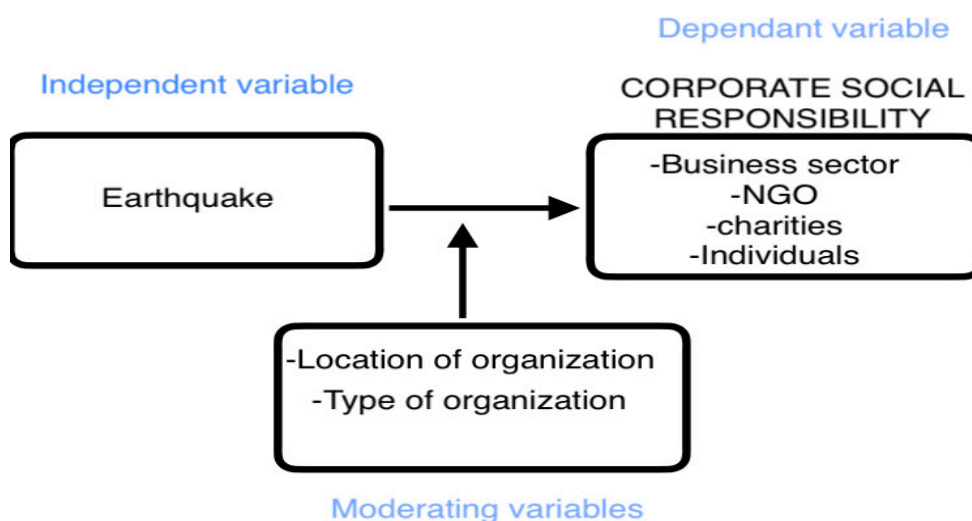 Dependant variable
Independent variable
CORPORATE SOCIAL
RESPONSIBILITY
Earthquake
-Business sector
-NGO
-charities
-Individuals
-Location of organization
-Type of organization
Moderating variables